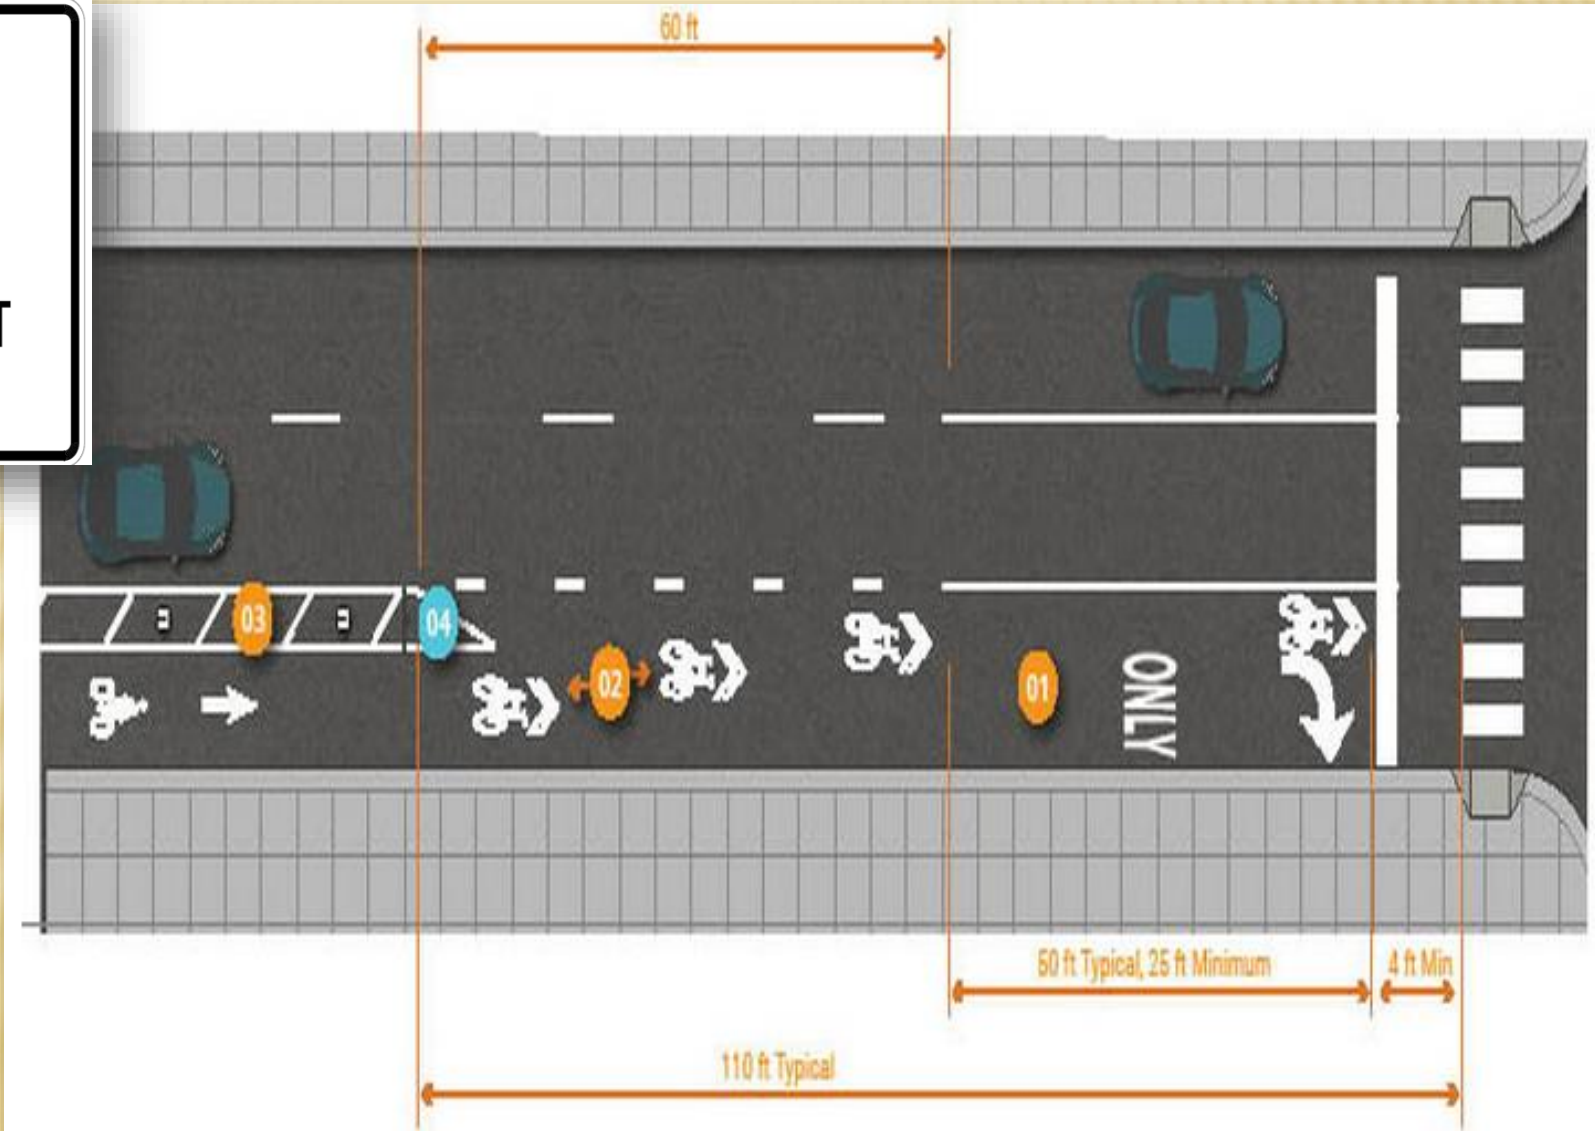 60 ft
T
03
04
02
01
ONLY
50 ft Typical, 25 ft Minimum
4 ft Min
110 ft Typical